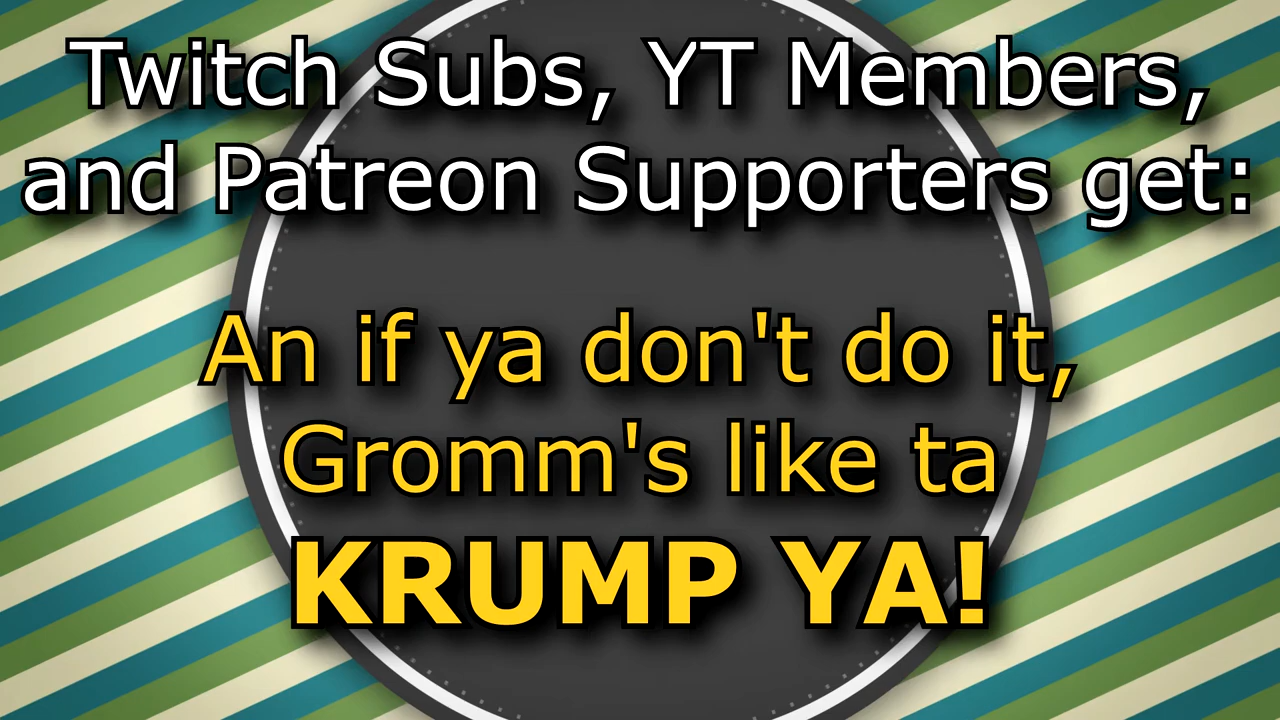 Twitch Subs, YT Members,
and Patreon Supporters get:
An if ya don't do it,
Gromm's like ta
KRUMP YA!